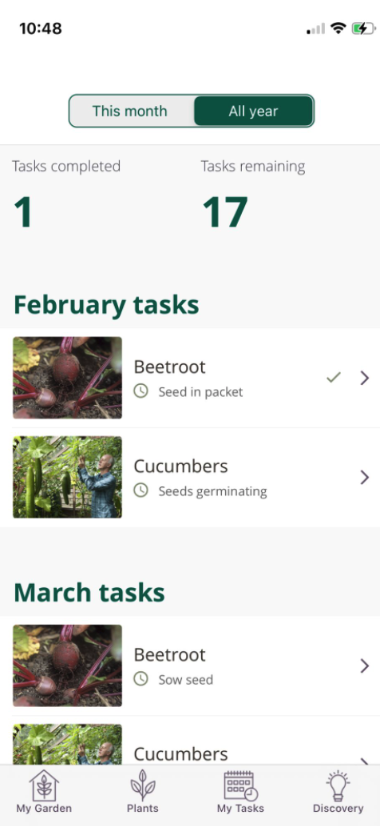 10:48
This month
All year
Tasks completed
Tasks remaining
1
17
February tasks
Beetroot
Seed in packet
Cucumbers
Seeds germinating
March tasks
Beetroot
Sow seed
Cucumbers
My Garden
Plants
My Tasks
Discovery